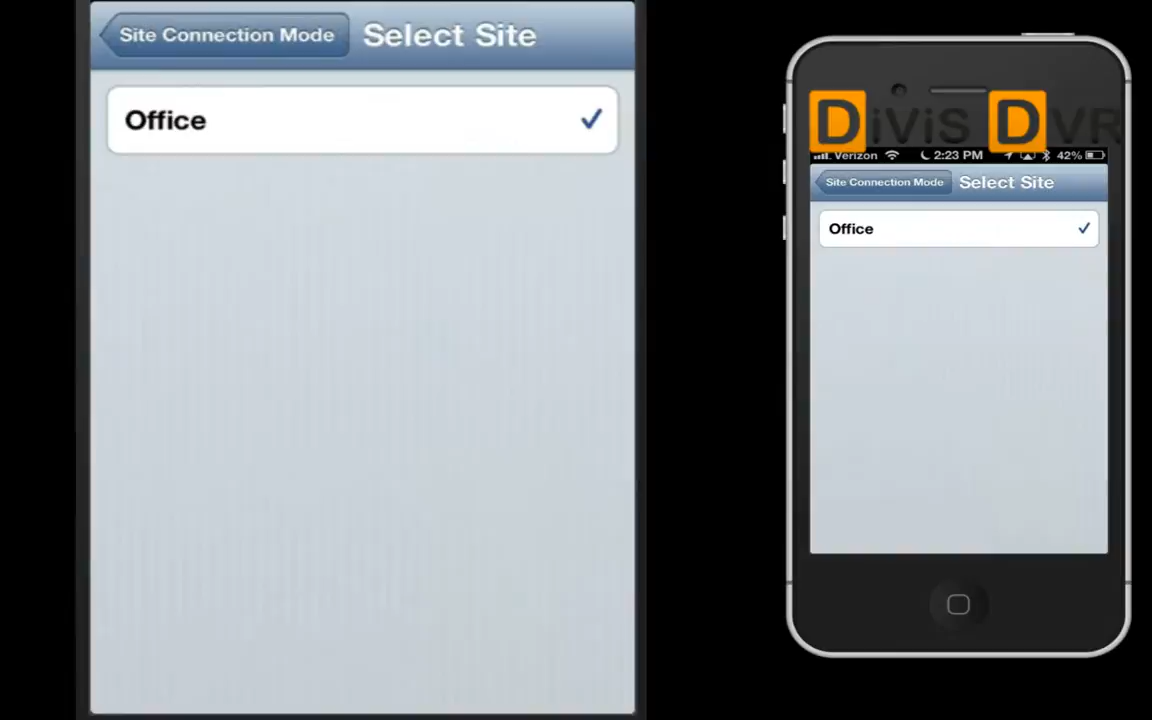 Site Connection Mode
Select Site
Office
DiViS DVR
Verizon 2:23 PM 42%
Site Connection Mode
Select Site
Office